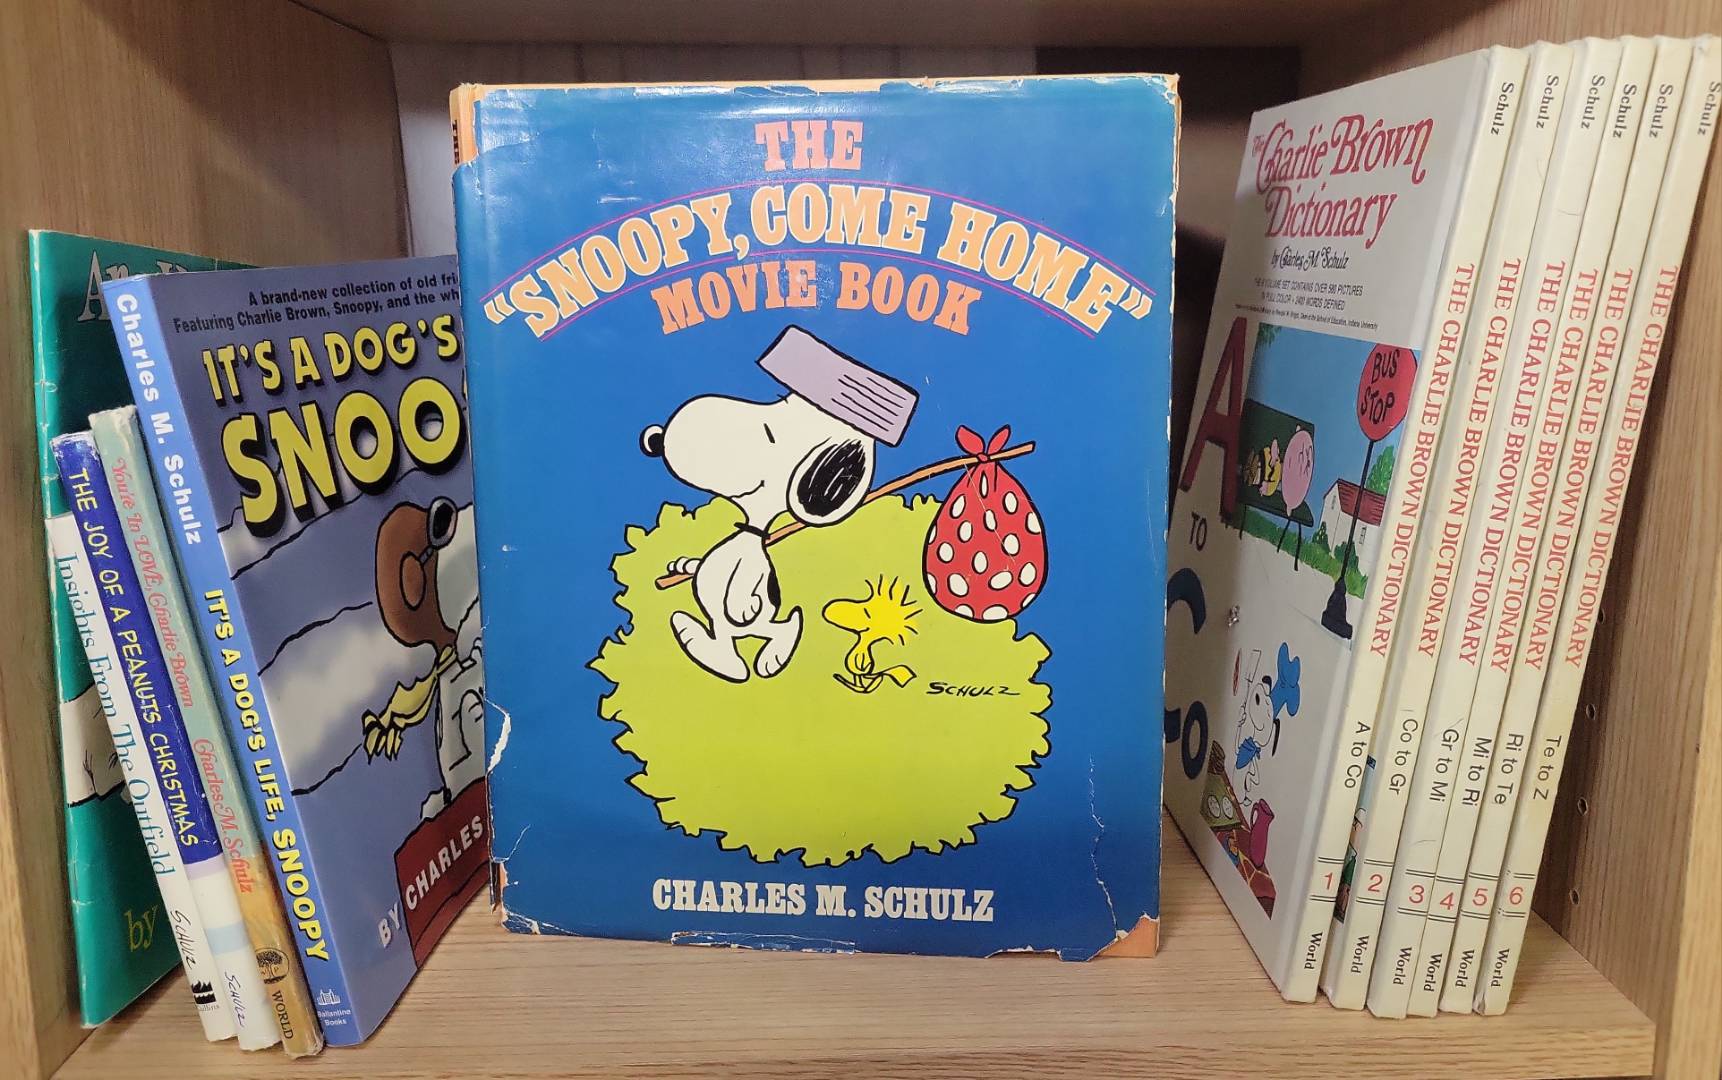 Insights From The Outfield
SCHULZ
Collins
by
THE JOY OF A PEANUTS CHRISTMAS
SCHULZ
You're In LOVE, Charlie Brown
Charles M. Schulz
WORLD
Charles M. Schulz
IT'S A DOG'S LIFE, SNOOPY
Ballantine
Books
A brand-new collection of old
Featuring Charlie Brown, Snoopy, and the
IT'S A DOG'S
SNOO
BY CHARLES
THE
"SNOOPY, COME HOME"
MOVIE BOOK
SCHULZ
CHARLES M. SCHULZ
The Charlie Brown
Dictionary
by Charles M. Schulz
BUS
STOP
A
TO
Schulz
THE CHARLIE BROWN DICTIONARY
A to Co
1
World
Schulz
THE CHARLIE BROWN DICTIONARY
Co to Gr
2
World
Schulz
THE CHARLIE BROWN DICTIONARY
Gr to Mi
3
World
Schulz
THE CHARLIE BROWN DICTIONARY
Mi to Ri
4
World
Schulz
THE CHARLIE BROWN DICTIONARY
Ri to Te
5
World
Schulz
THE CHARLIE BROWN DICTIONARY
Te to Z
6
World